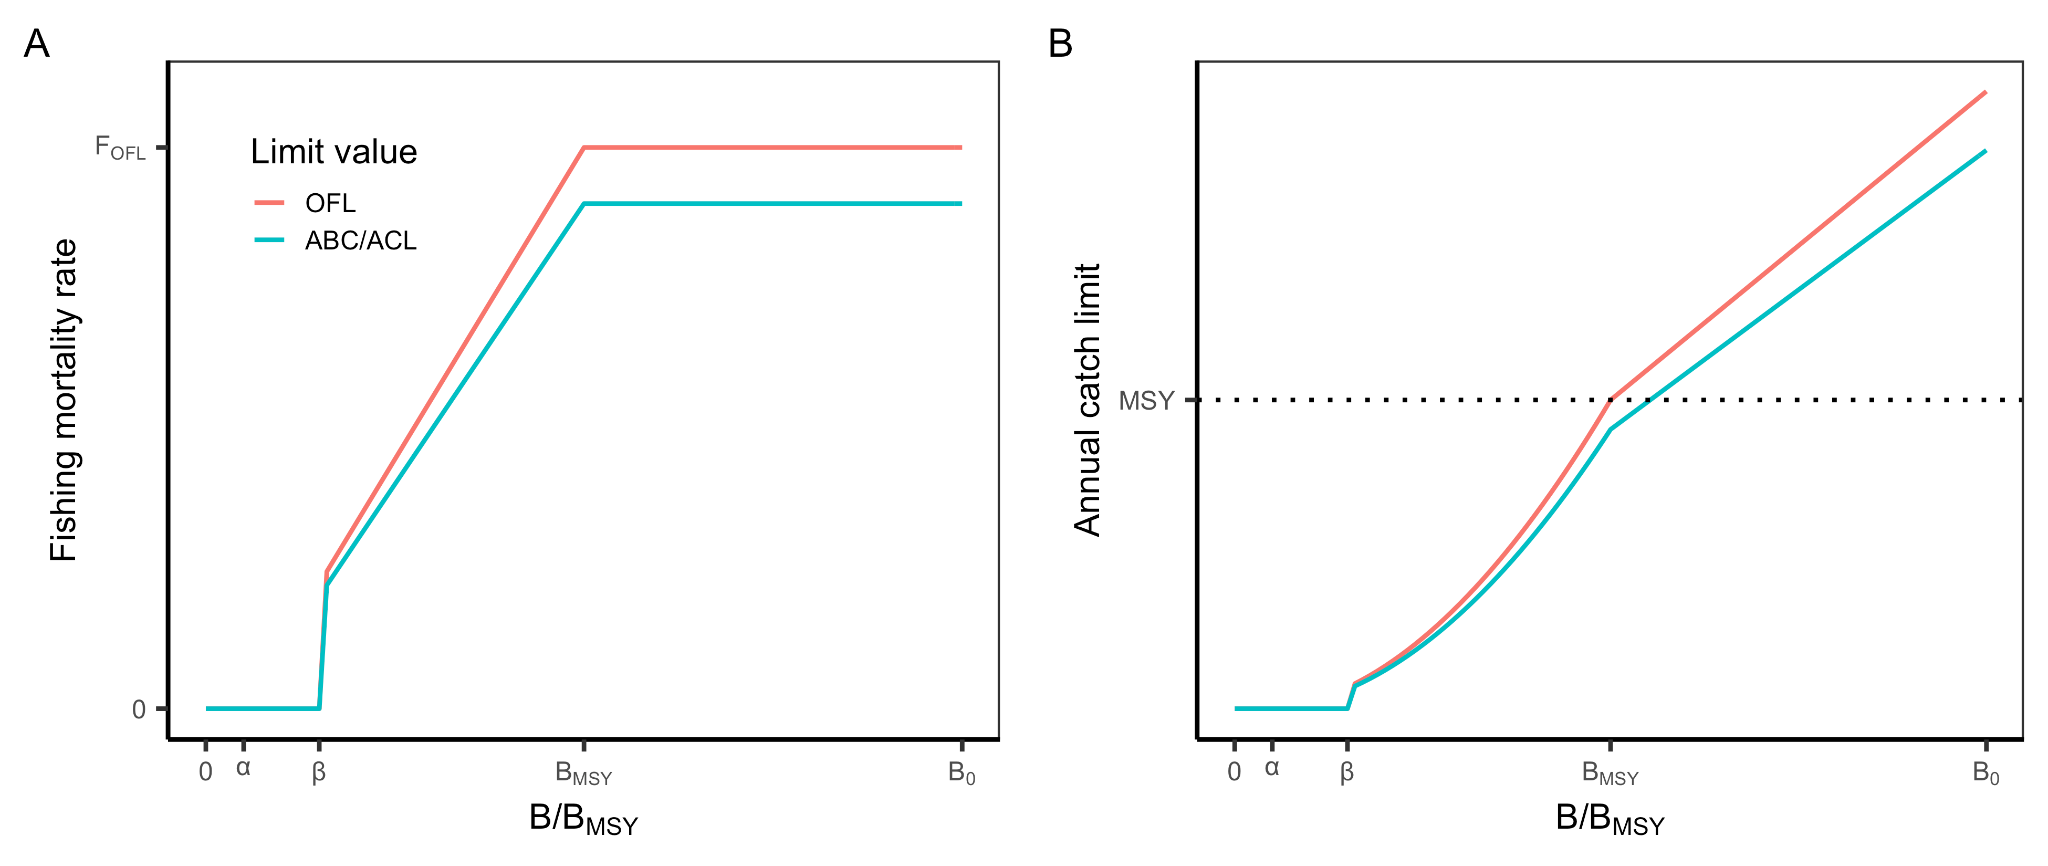 A
Fishing mortality rate
F_OFL
0
Limit value
OFL
ABC/ACL
0 α β B_MSY B_0
B/B_MSY
B
Annual catch limit
MSY
0 α β B_MSY B_0
B/B_MSY